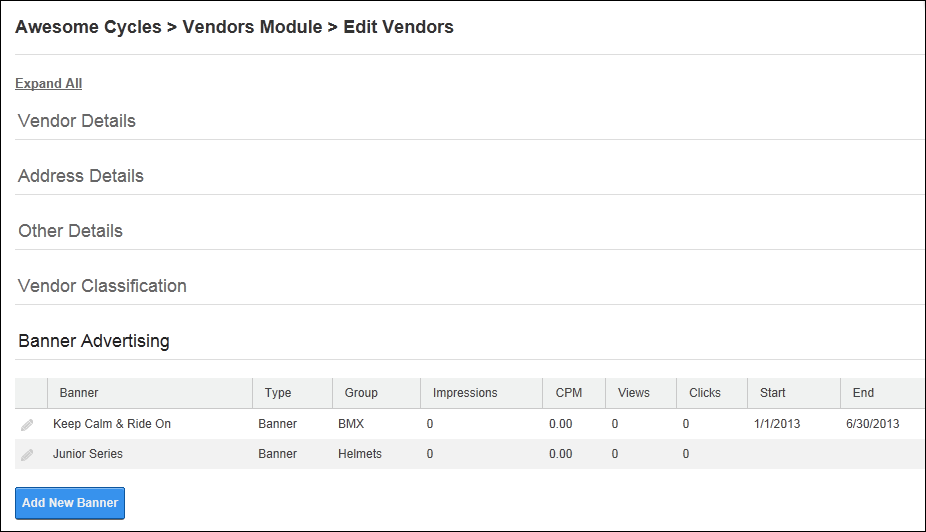 Awesome Cycles > Vendors Module > Edit Vendors
Expand All
Vendor Details
Address Details
Other Details
Vendor Classification
Banner Advertising
Banner Type Group Impressions CPM Views Clicks Start End
Keep Calm & Ride On Banner BMX 0 0.00 0 0 1/1/2013 6/30/2013
Junior Series Banner Helmets 0 0.00 0 0
Add New Banner